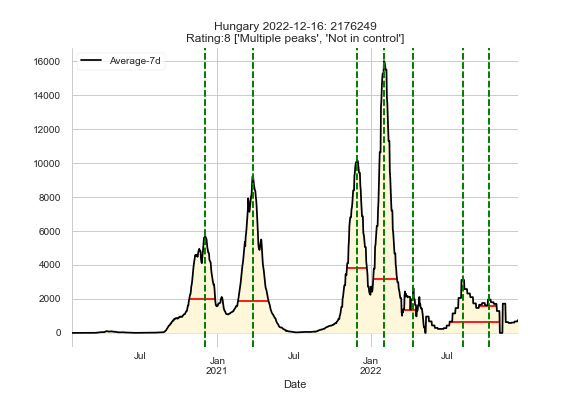 Hungary 2022-12-16: 2176249
Rating:8 ['Multiple peaks', 'Not in control']
Average-7d
16000
14000
12000
10000
8000
6000
4000
2000
0
Jul
Jan
2021
Jul
Jan
2022
Jul
Date